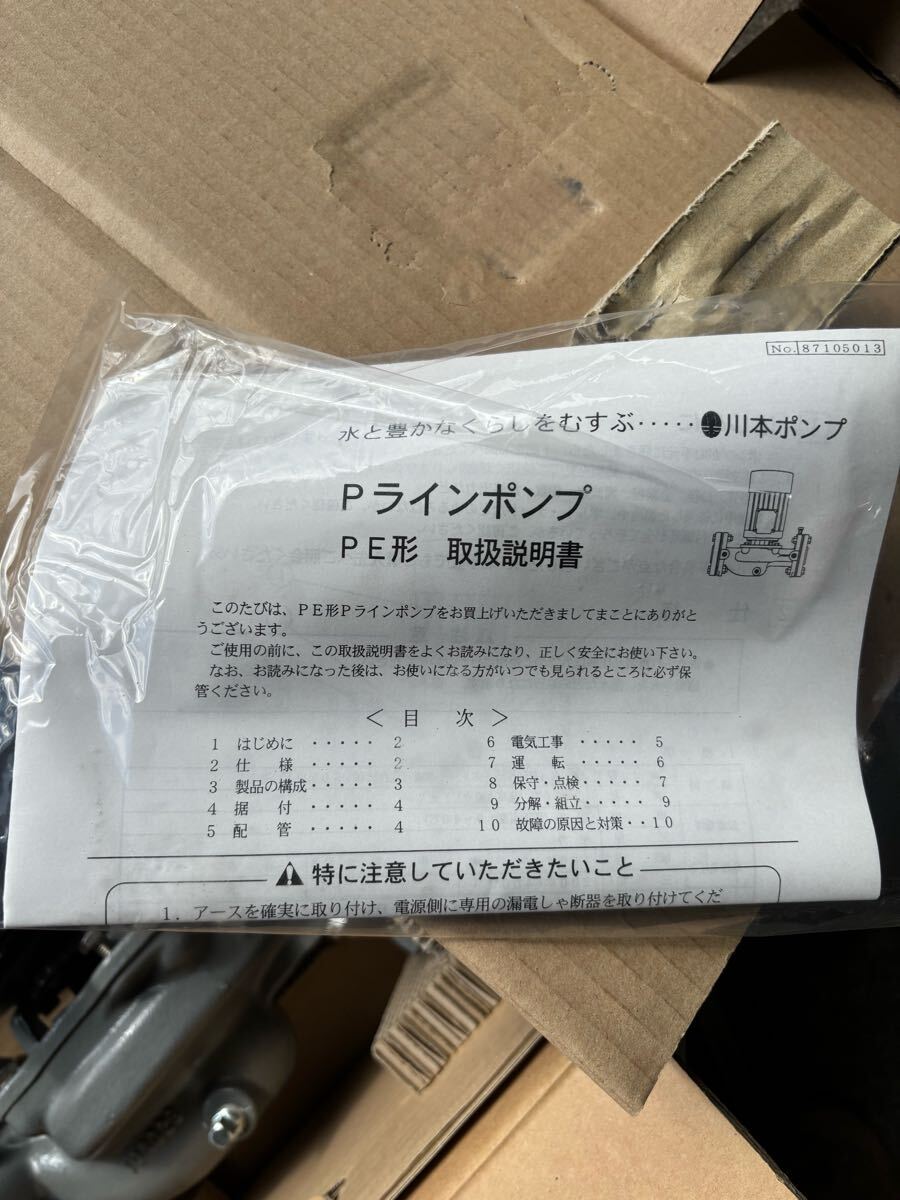 No. 87105013
水と豊かなくらしをむすぶ・・・・・川本ポンプ
Pラインポンプ
PE形 取扱説明書
このたびは、PE形Pラインポンプをお買上げいただきましてまことにありがと
うございます。
ご使用の前に、この取扱説明書をよくお読みになり、正しく安全にお使い下さい。
なお、お読みになった後は、お使いになる方がいつでも見られるところに必ず保
管ください。
＜ 目 次 ＞
1 はじめに ・・・・・ 2
2 仕 様 ・・・・・ 2
3 製品の構成・・・・・ 3
4 据 付 ・・・・・ 4
5 配 管 ・・・・・ 4
6 電気工事 ・・・・・ 5
7 運 転 ・・・・・ 6
8 保守・点検・・・・・ 7
9 分解・組立・・・・・ 9
10 故障の原因と対策・・10
⚠ 特に注意していただきたいこと
1．アースを確実に取り付け、電源側に専用の漏電しゃ断器を取り付けてくだ